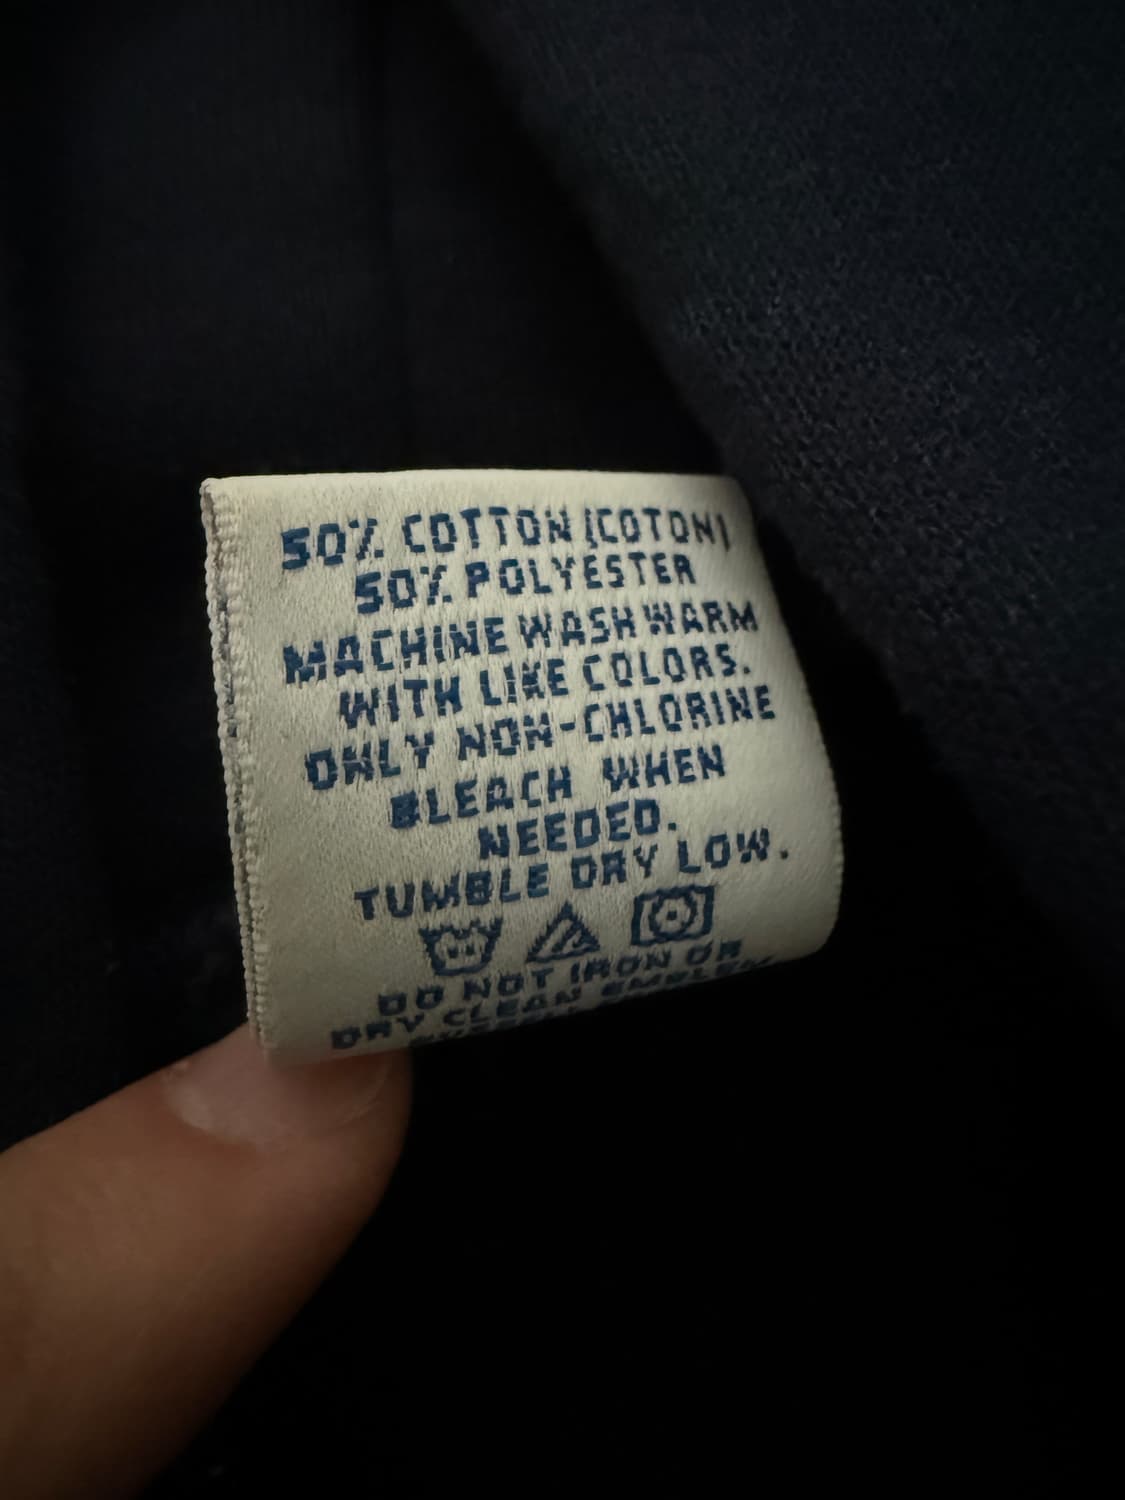 50% COTTON (COTON)
50% POLYESTER
MACHINE WASH WARM
WITH LIKE COLORS.
ONLY NON-CHLORINE
BLEACH WHEN
NEEDED.
TUMBLE DRY LOW.
DO NOT IRON OR
DRY CLEAN EMBLEM